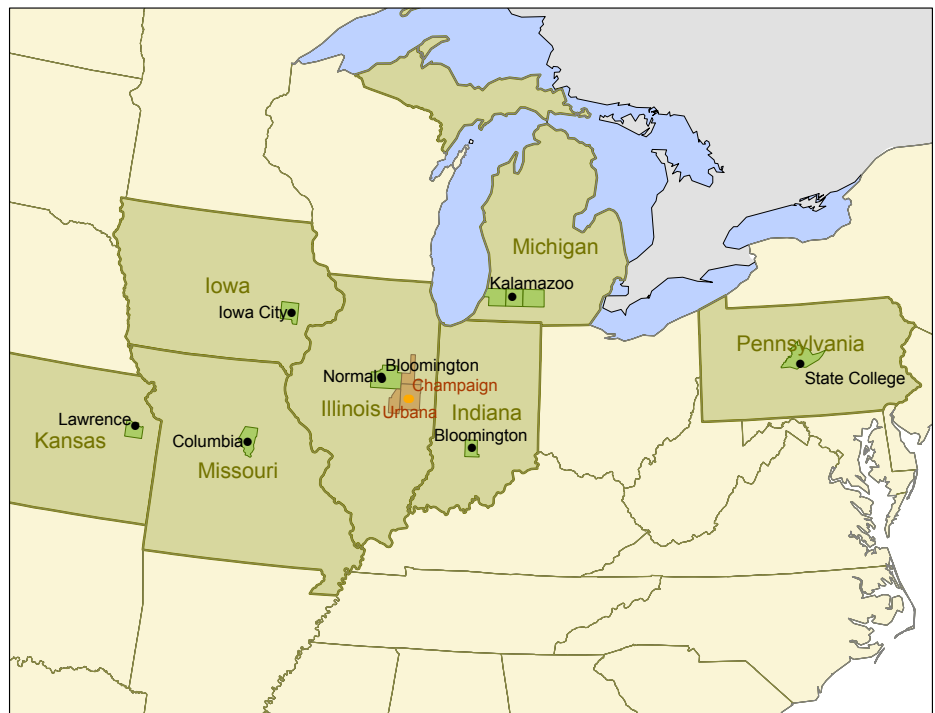 Michigan
Kalamazoo
Iowa
Iowa City
Pennsylvania
State College
Bloomington
Normal
Champaign
Illinois
Urbana
Indiana
Lawrence
Kansas
Columbia
Missouri
Bloomington